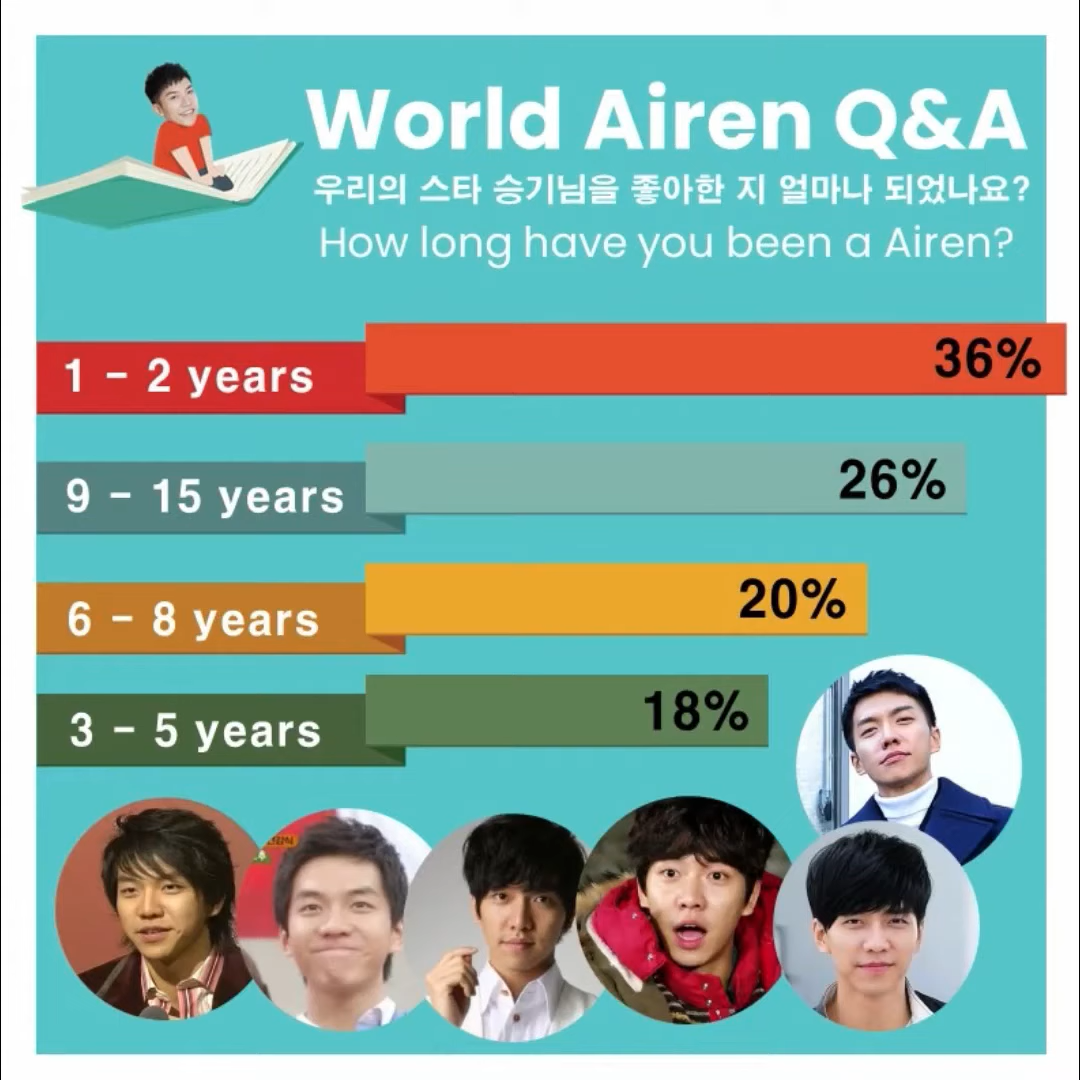 World Airen Q&A
우리의 스타 승기님을 좋아한 지 얼마나 되었나요?
How long have you been a Airen?
1 - 2 years
36%
9 - 15 years
26%
6 - 8 years
20%
3 - 5 years
18%